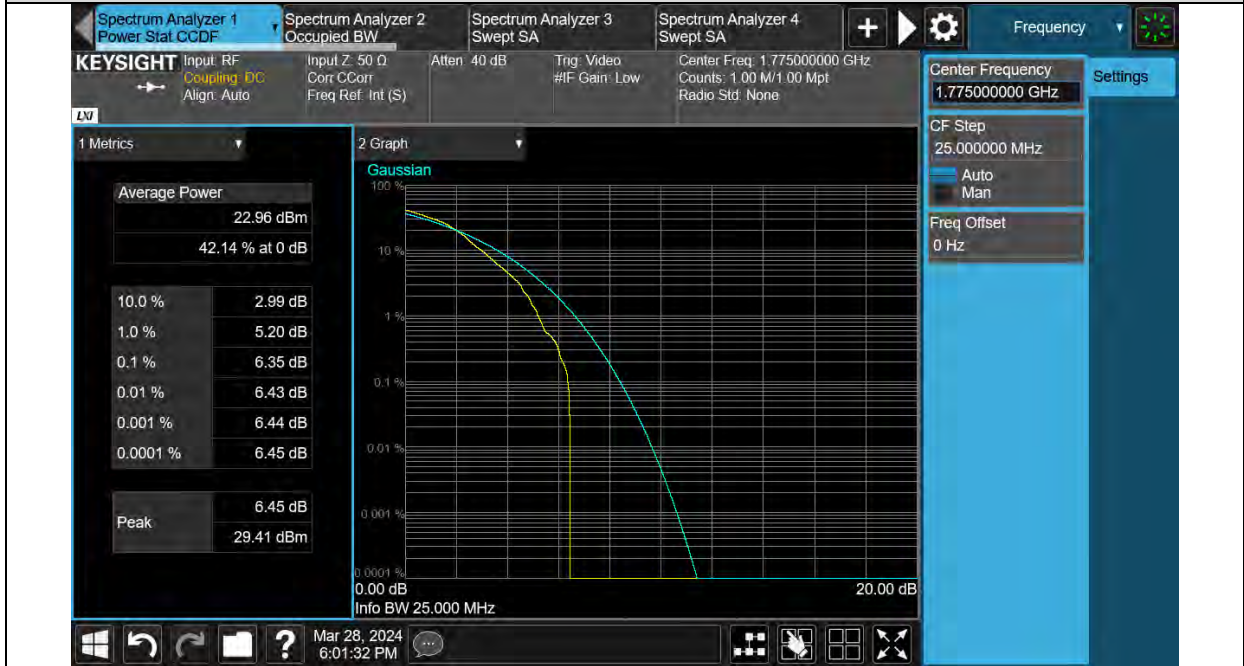 Spectrum Analyzer 1
Power Stat CCDF
Spectrum Analyzer 2
Occupied BW
Spectrum Analyzer 3
Swept SA
Spectrum Analyzer 4
Swept SA
+
Frequency
KEYSIGHT
Input: RF
Coupling: DC
Align: Auto
Input Z: 50 Ω
Corr CCorr
Freq Ref: Int (S)
Atten: 40 dB
Trig: Video
#IF Gain: Low
Center Freq: 1.775000000 GHz
Counts: 1.00 M/1.00 Mpt
Radio Std: None
LXI
Center Frequency
1.775000000 GHz
Settings
CF Step
25.000000 MHz
Auto
Man
Freq Offset
0 Hz
1 Metrics
Average Power
22.96 dBm
42.14 % at 0 dB
10.0 % 2.99 dB
1.0 % 5.20 dB
0.1 % 6.35 dB
0.01 % 6.43 dB
0.001 % 6.44 dB
0.0001 % 6.45 dB
Peak
6.45 dB
29.41 dBm
2 Graph
Gaussian
100 %
10 %
1 %
0.1 %
0.01 %
0.001 %
0.0001 %
0.00 dB
20.00 dB
Info BW 25.000 MHz
?
Mar 28, 2024
6:01:32 PM